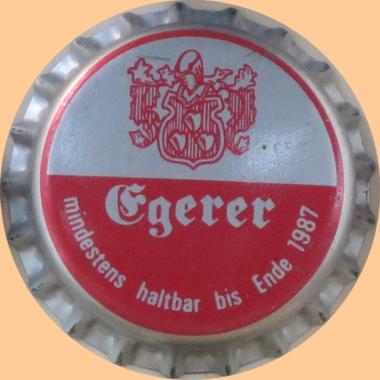 Egerer
mindestens haltbar bis Ende 1987